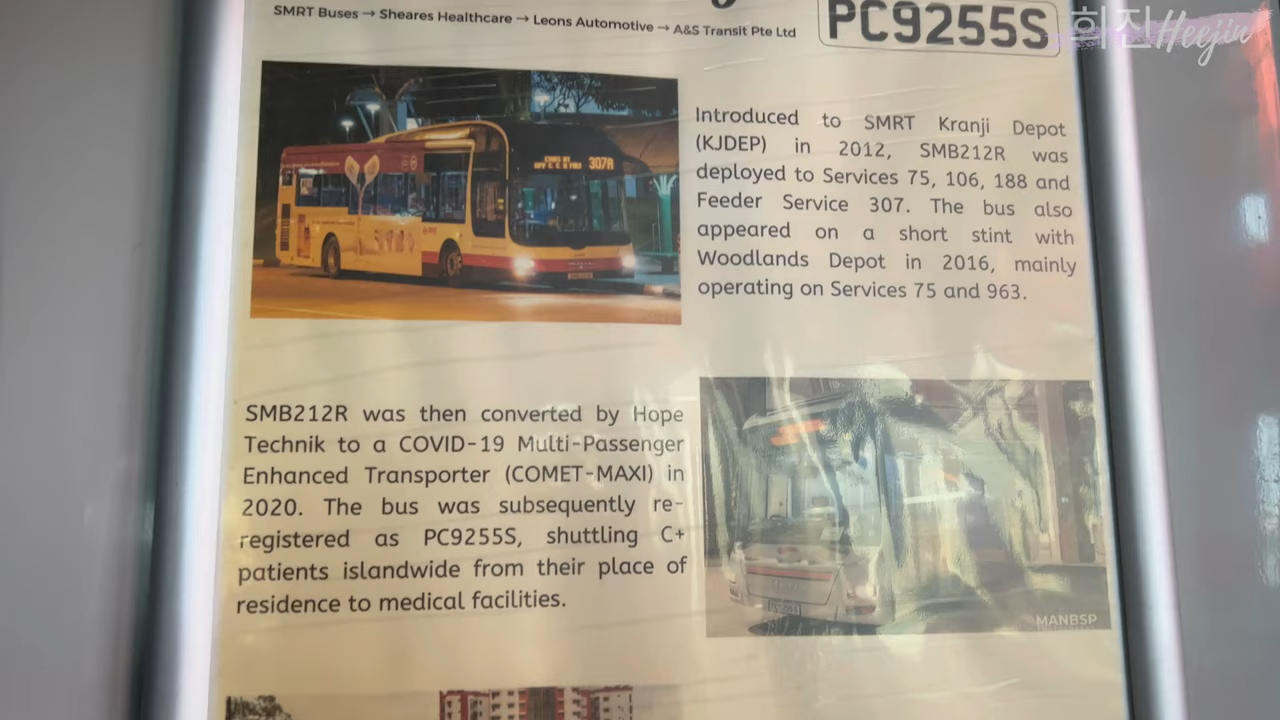 SMRT Buses → Sheares Healthcare → Leons Automotive → A&S Transit Pte Ltd
PC9255S
희진 Heejin
307A
Introduced to SMRT Kranji Depot
(KJDEP) in 2012, SMB212R was
deployed to Services 75, 106, 188 and
Feeder Service 307. The bus also
appeared on a short stint with
Woodlands Depot in 2016, mainly
operating on Services 75 and 963.
SMB212R was then converted by Hope
Technik to a COVID-19 Multi-Passenger
Enhanced Transporter (COMET-MAXI) in
2020. The bus was subsequently re-
registered as PC9255S, shuttling C+
patients islandwide from their place of
residence to medical facilities.
MANBSP